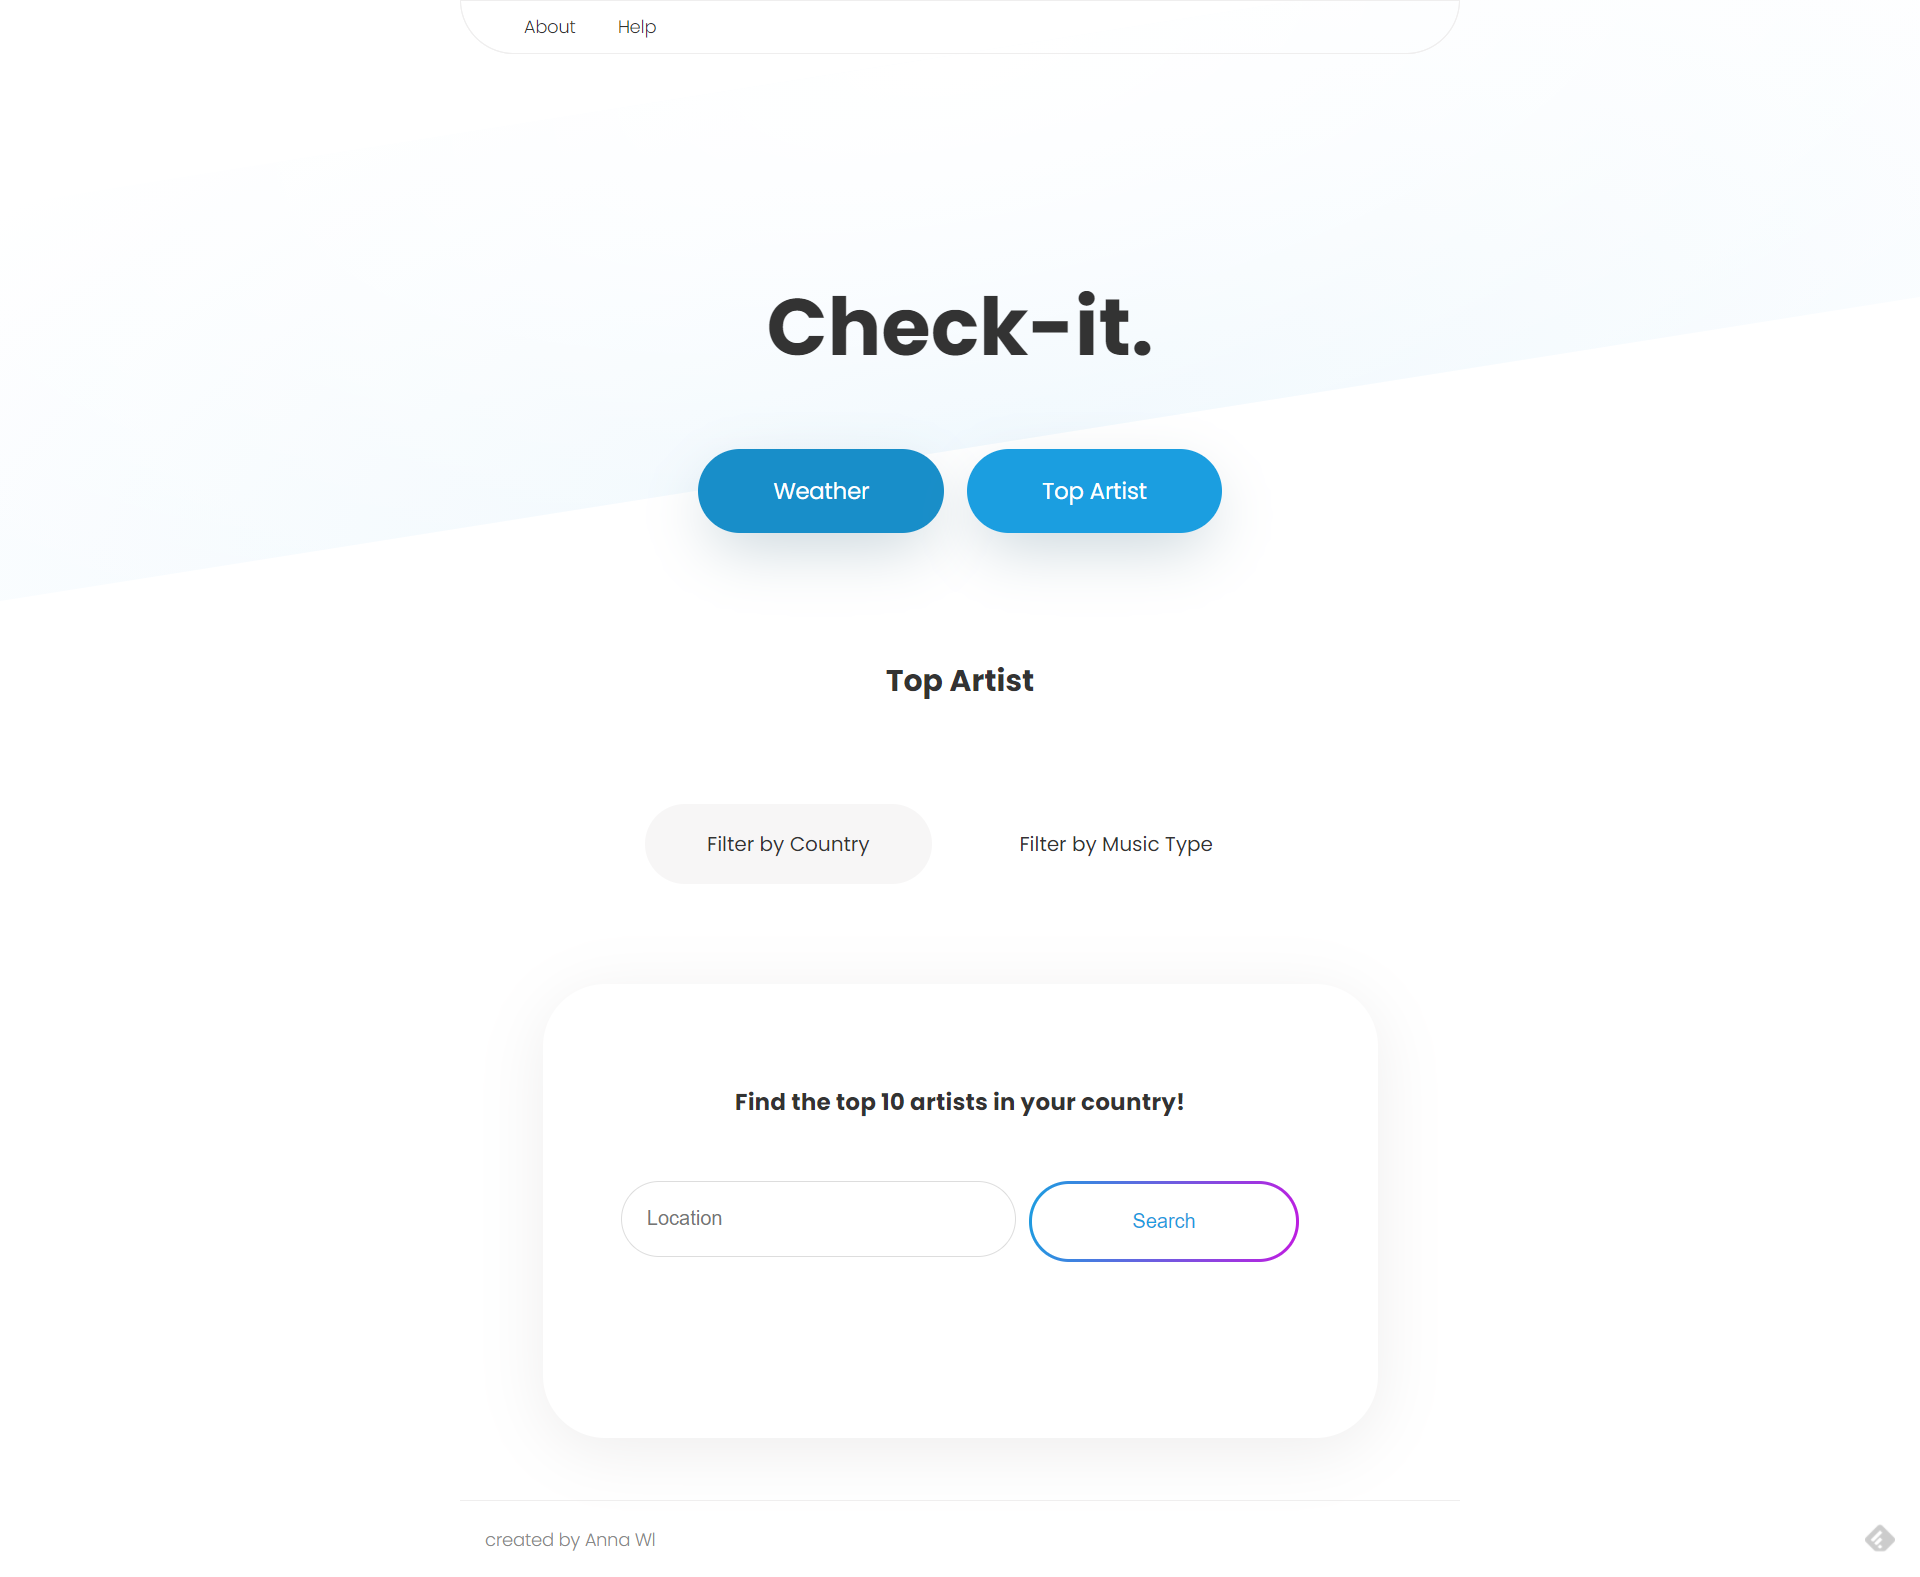 About Help
Check-it.
Weather Top Artist
Top Artist
Filter by Country Filter by Music Type
Find the top 10 artists in your country!
Location Search
created by Anna Wl